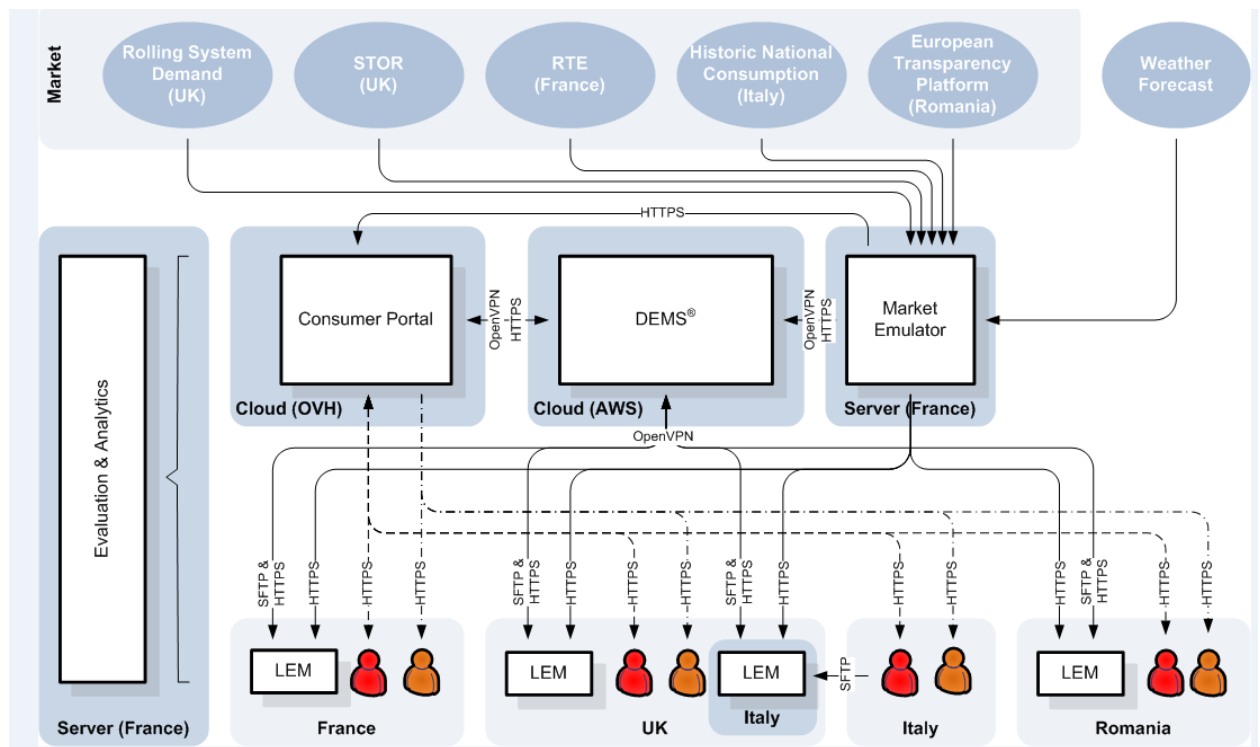 Market
Rolling System
Demand
(UK)
STOR
(UK)
RTE
(France)
Historic National
Consumption
(Italy)
European
Transparency
Platform
(Romania)
Weather
Forecast
HTTPS
Evaluation & Analytics
Server (France)
Consumer Portal
Cloud (OVH)
OpenVPN
HTTPS
DEMS®
Cloud (AWS)
OpenVPN
HTTPS
Market
Emulator
Server (France)
OpenVPN
SFTP &
HTTPS
HTTPS
HTTPS
HTTPS
SFTP &
HTTPS
HTTPS
HTTPS
HTTPS
SFTP &
HTTPS
HTTPS
HTTPS
HTTPS
HTTPS
SFTP &
HTTPS
HTTPS
HTTPS
LEM
France
LEM
UK
LEM
Italy
SFTP
Italy
LEM
Romania